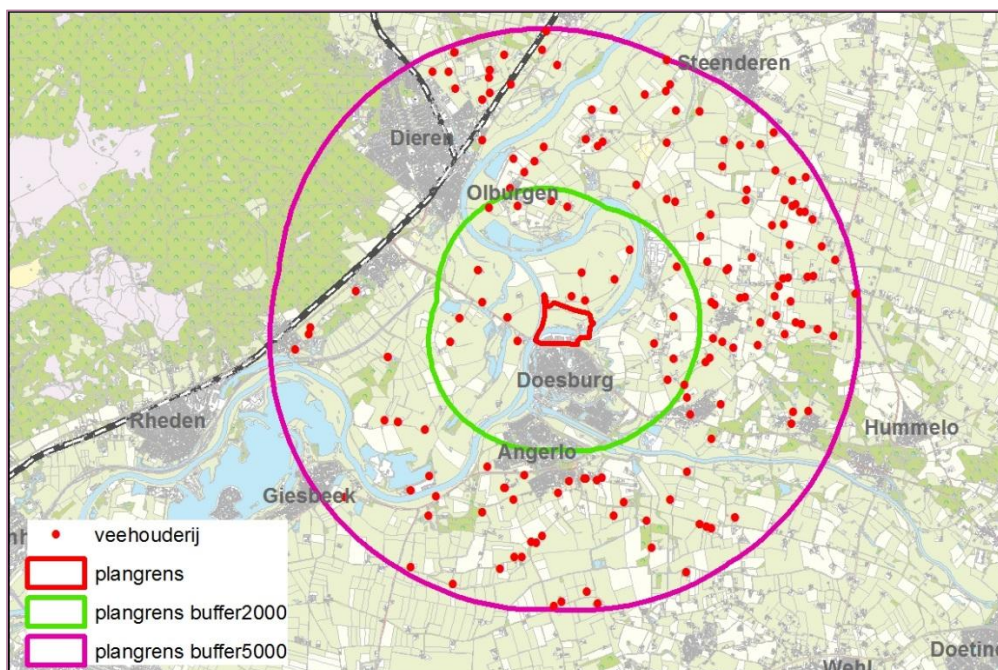 Steenderen
Dieren
Olburgen
Doesburg
Rheden
Hummelo
Angerlo
Giesbeek
veehouderij
plangrens
plangrens buffer2000
plangrens buffer5000
Wehl
Doetin